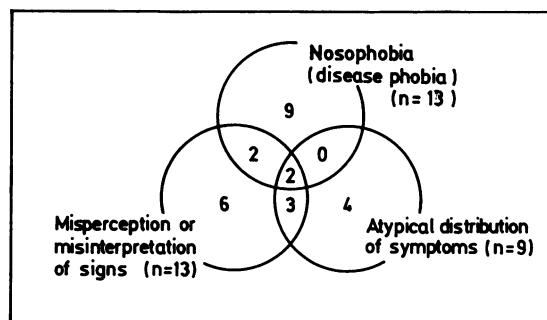 Nosophobia
(disease phobia)
(n=13)
9
2
0
2
6
3
4
Misperception or
misinterpretation
of signs (n=13)
Atypical distribution
of symptoms (n=9)